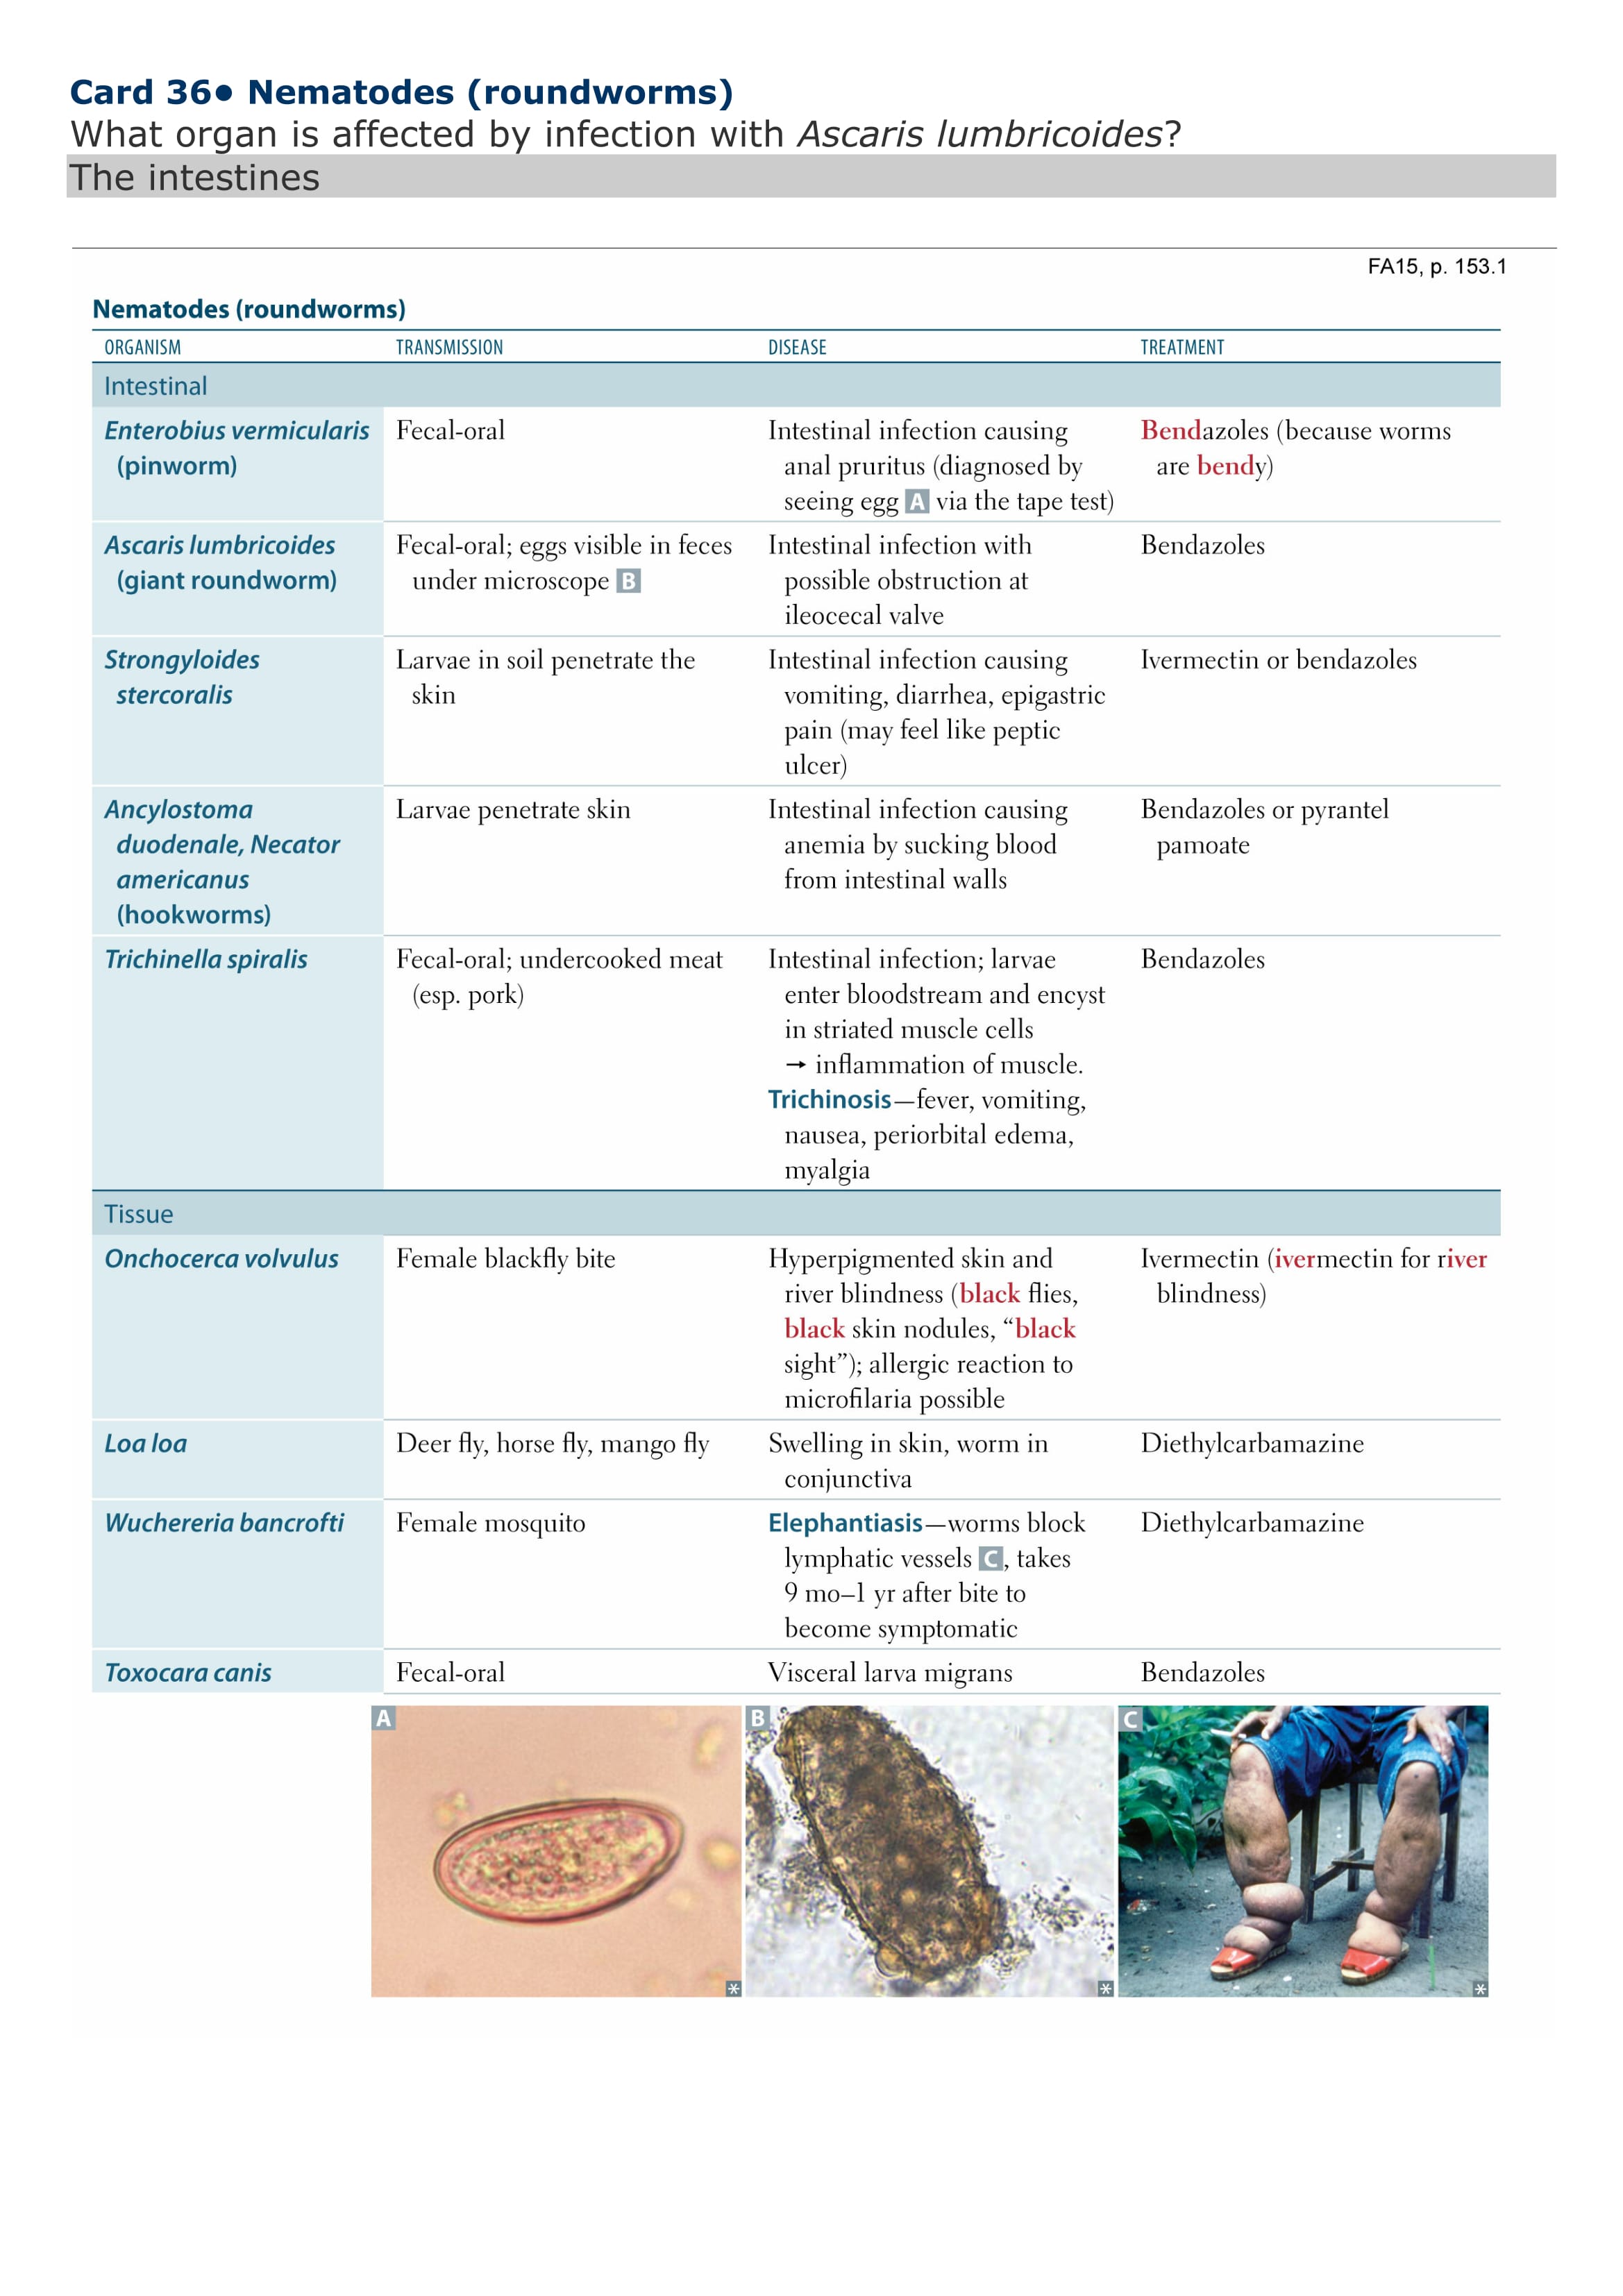 Card 36● Nematodes (roundworms)
What organ is affected by infection with Ascaris lumbricoides?
The intestines
FA15, p. 153.1
Nematodes (roundworms)
ORGANISM TRANSMISSION DISEASE TREATMENT
Intestinal
Enterobius vermicularis Fecal-oral Intestinal infection causing Bendazoles (because worms
(pinworm) anal pruritus (diagnosed by are bendy)
seeing egg A via the tape test)
Ascaris lumbricoides Fecal-oral; eggs visible in feces Intestinal infection with Bendazoles
(giant roundworm) under microscope B possible obstruction at
ileocecal valve
Strongyloides Larvae in soil penetrate the Intestinal infection causing Ivermectin or bendazoles
stercoralis skin vomiting, diarrhea, epigastric
pain (may feel like peptic
ulcer)
Ancylostoma Larvae penetrate skin Intestinal infection causing Bendazoles or pyrantel
duodenale, Necator anemia by sucking blood pamoate
americanus from intestinal walls
(hookworms)
Trichinella spiralis Fecal-oral; undercooked meat Intestinal infection; larvae Bendazoles
(esp. pork) enter bloodstream and encyst
in striated muscle cells
→ inflammation of muscle.
Trichinosis—fever, vomiting,
nausea, periorbital edema,
myalgia
Tissue
Onchocerca volvulus Female blackfly bite Hyperpigmented skin and Ivermectin (ivermectin for river
river blindness (black flies, blindness)
black skin nodules, “black
sight”); allergic reaction to
microfilaria possible
Loa loa Deer fly, horse fly, mango fly Swelling in skin, worm in Diethylcarbamazine
conjunctiva
Wuchereria bancrofti Female mosquito Elephantiasis—worms block Diethylcarbamazine
lymphatic vessels C, takes
9 mo–1 yr after bite to
become symptomatic
Toxocara canis Fecal-oral Visceral larva migrans Bendazoles
A B C
* * *